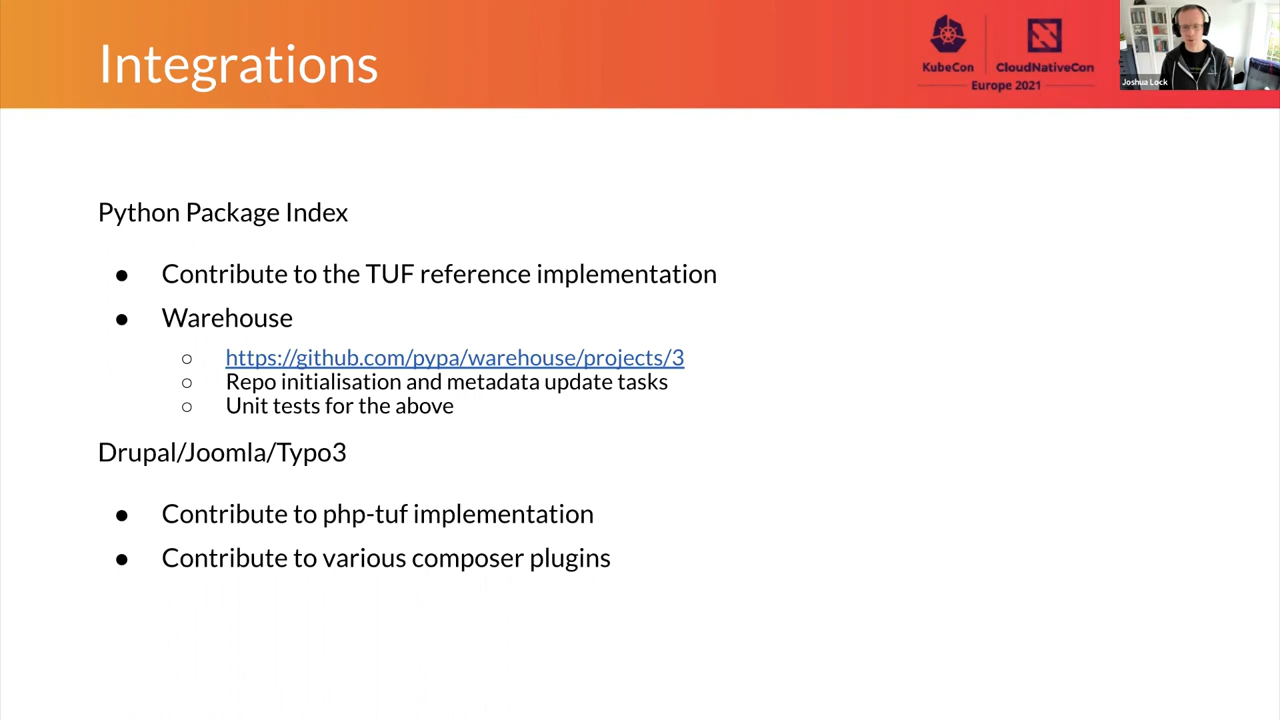 Integrations
KubeCon
CloudNativeCon
Europe 2021
Joshua Lock
Python Package Index
● Contribute to the TUF reference implementation
● Warehouse
○ https://github.com/pypa/warehouse/projects/3
○ Repo initialisation and metadata update tasks
○ Unit tests for the above
Drupal/Joomla/Typo3
● Contribute to php-tuf implementation
● Contribute to various composer plugins